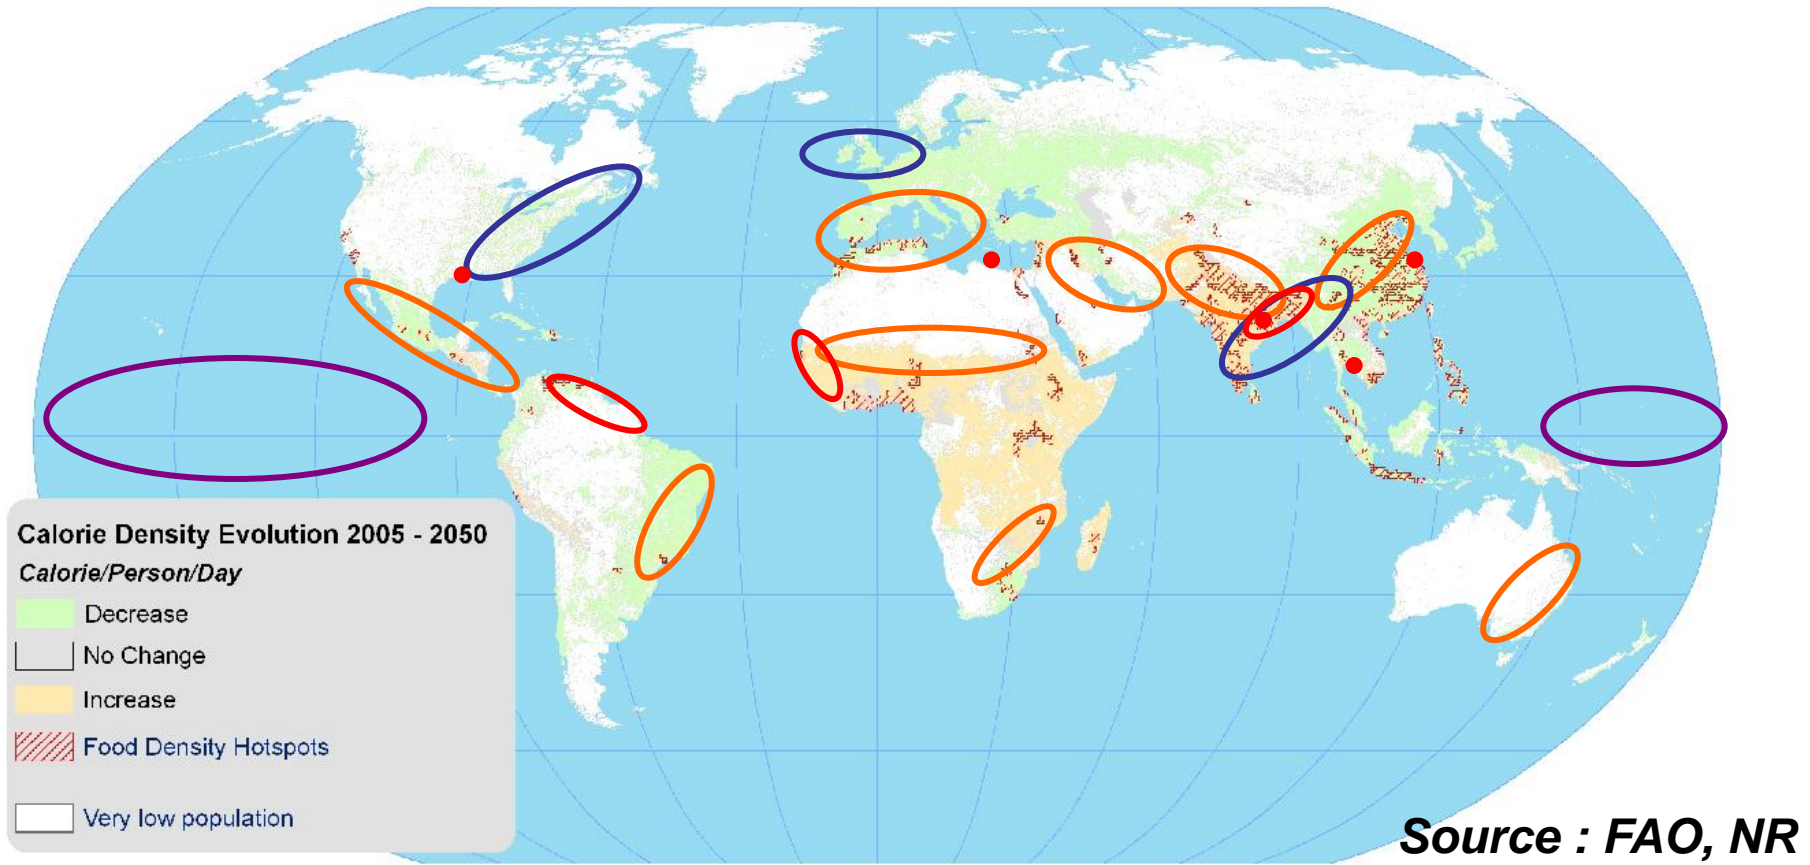 Calorie Density Evolution 2005 - 2050
Calorie/Person/Day
Decrease
No Change
Increase
Food Density Hotspots
Very low population
Source : FAO, NR